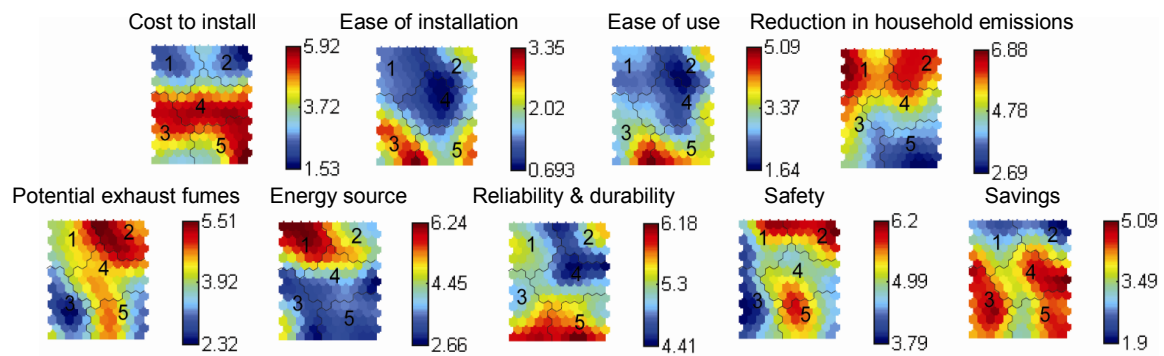 Cost to install
Ease of installation
Ease of use
Reduction in household emissions
1 2 4 3 5
5.92
3.72
1.53
1 2 4 3 5
3.35
2.02
0.693
1 2 4 3 5
5.09
3.37
1.64
1 2 4 3 5
6.88
4.78
2.69
Potential exhaust fumes
Energy source
Reliability & durability
Safety
Savings
1 2 4 3 5
5.51
3.92
2.32
1 2 4 3 5
6.24
4.45
2.66
1 2 4 3 5
6.18
5.3
4.41
1 2 4 3 5
6.2
4.99
3.79
1 2 4 3 5
5.09
3.49
1.9